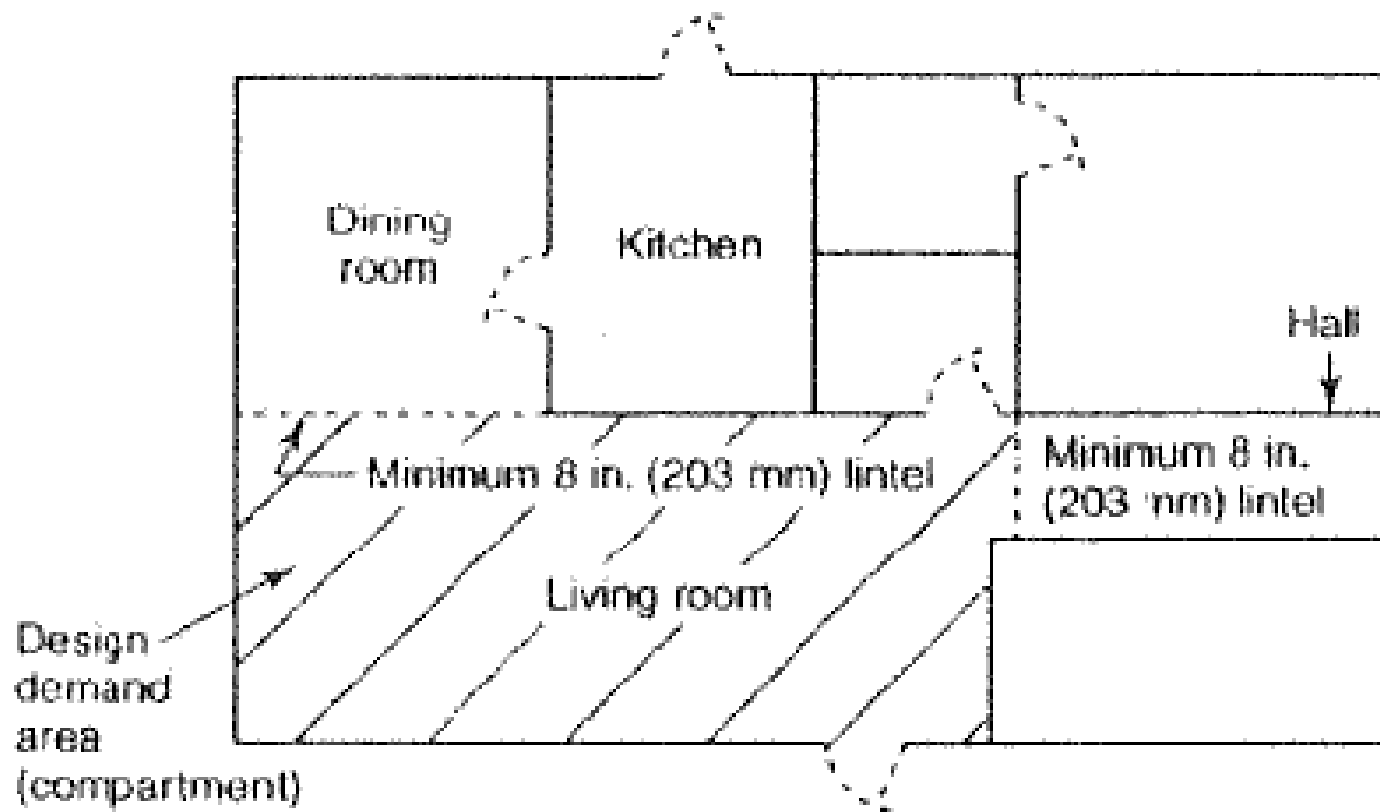 Dining
room
Kitchen
Hall
Minimum 8 in. (203 mm) lintel
Minimum 8 in.
(203 mm) lintel
Living room
Design
demand
area
(compartment)